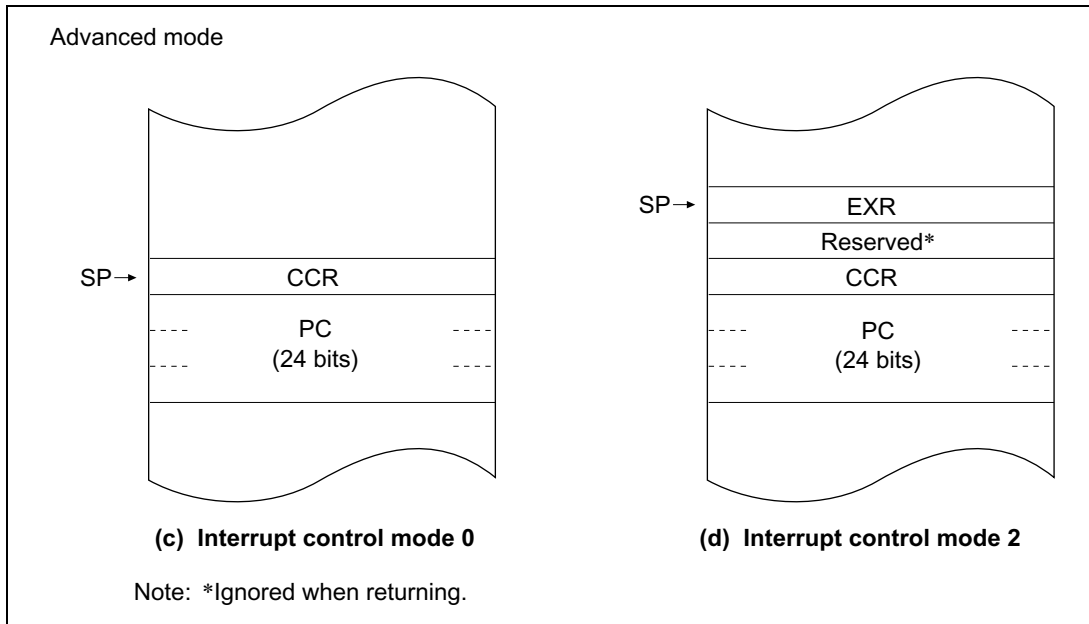 Advanced mode
SP
CCR
PC
(24 bits)
(c) Interrupt control mode 0
SP
EXR
Reserved*
CCR
PC
(24 bits)
(d) Interrupt control mode 2
Note: *Ignored when returning.